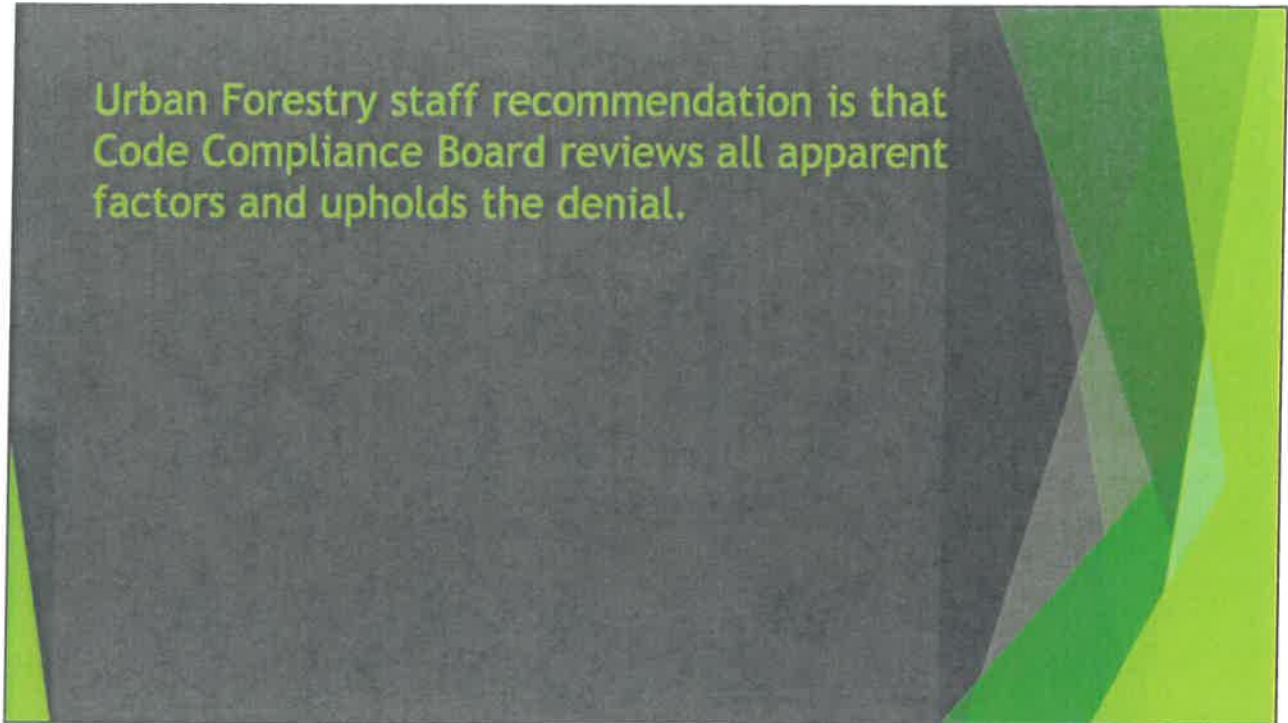 Urban Forestry staff recommendation is that
Code Compliance Board reviews all apparent
factors and upholds the denial.